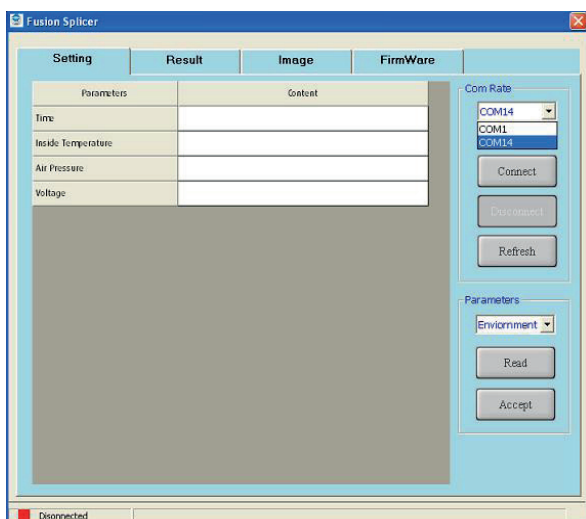 Fusion Splicer
Setting Result Image FirmWare
Parameters Content
Time
Inside Temperature
Air Pressure
Voltage
Com Rate
COM14
COM1
COM14
Connect
Disconnect
Refresh
Parameters
Enviornment
Read
Accept
Disonnected